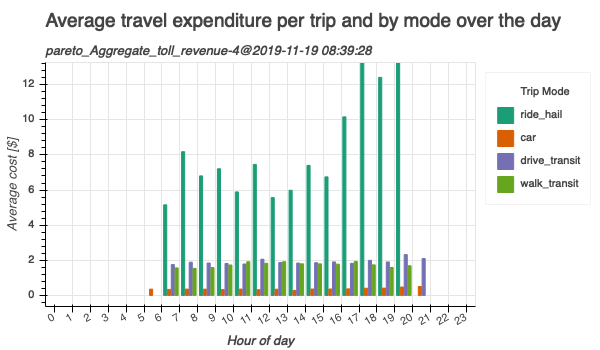 Average travel expenditure per trip and by mode over the day
pareto_Aggregate_toll_revenue-4@2019-11-19 08:39:28
Trip Mode
ride_hail
car
drive_transit
walk_transit
Average cost [$]
12
10
8
6
4
2
0
0 1 2 3 4 5 6 7 8 9 10 11 12 13 14 15 16 17 18 19 20 21 22 23
Hour of day